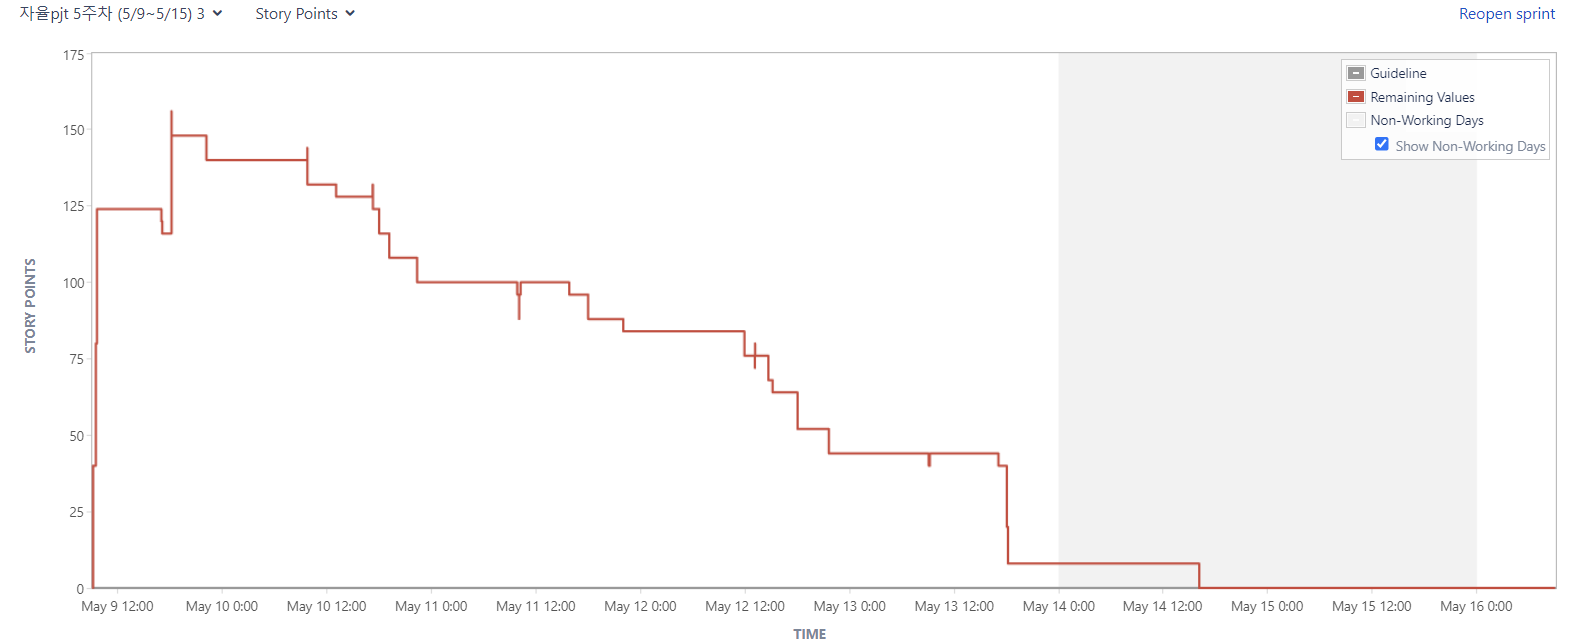 자율pjt 5주차 (5/9~5/15) 3 Story Points Reopen sprint
Guideline
Remaining Values
Non-Working Days
Show Non-Working Days
STORY POINTS
175
150
125
100
75
50
25
0
May 9 12:00 May 10 0:00 May 10 12:00 May 11 0:00 May 11 12:00 May 12 0:00 May 12 12:00 May 13 0:00 May 13 12:00 May 14 0:00 May 14 12:00 May 15 0:00 May 15 12:00 May 16 0:00
TIME